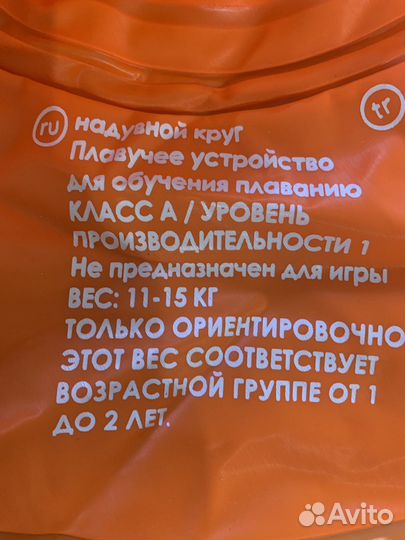 ru надувной круг tr
Плавучее устройство
для обучения плаванию
КЛАСС А / УРОВЕНЬ
ПРОИЗВОДИТЕЛЬНОСТИ 1
Не предназначен для игры
ВЕС: 11-15 КГ
ТОЛЬКО ОРИЕНТИРОВОЧНО
ЭТОТ ВЕС СООТВЕТСТВУЕТ
ВОЗРАСТНОЙ ГРУППЕ ОТ 1
ДО 2 ЛЕТ.
Avito